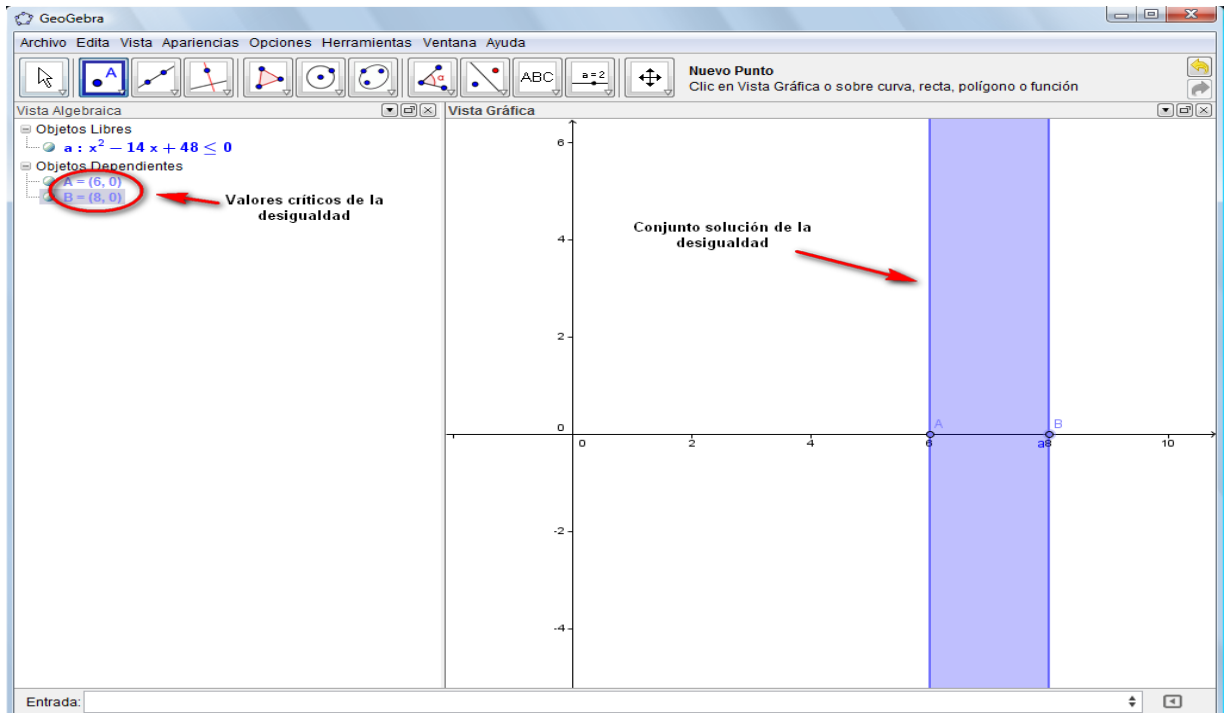 GeoGebra
Archivo Edita Vista Apariencias Opciones Herramientas Ventana Ayuda
A
α
ABC
a=2
Nuevo Punto
Clic en Vista Gráfica o sobre curva, recta, polígono o función
Vista Algebraica
Objetos Libres
a : x² − 14 x + 48 ≤ 0
Objetos Dependientes
A = (6, 0)
B = (8, 0)
Valores críticos de la
desigualdad
Vista Gráfica
Conjunto solución de la
desigualdad
6
4
2
0
-2
-4
0 2 4 6 a8 10
A B
Entrada: